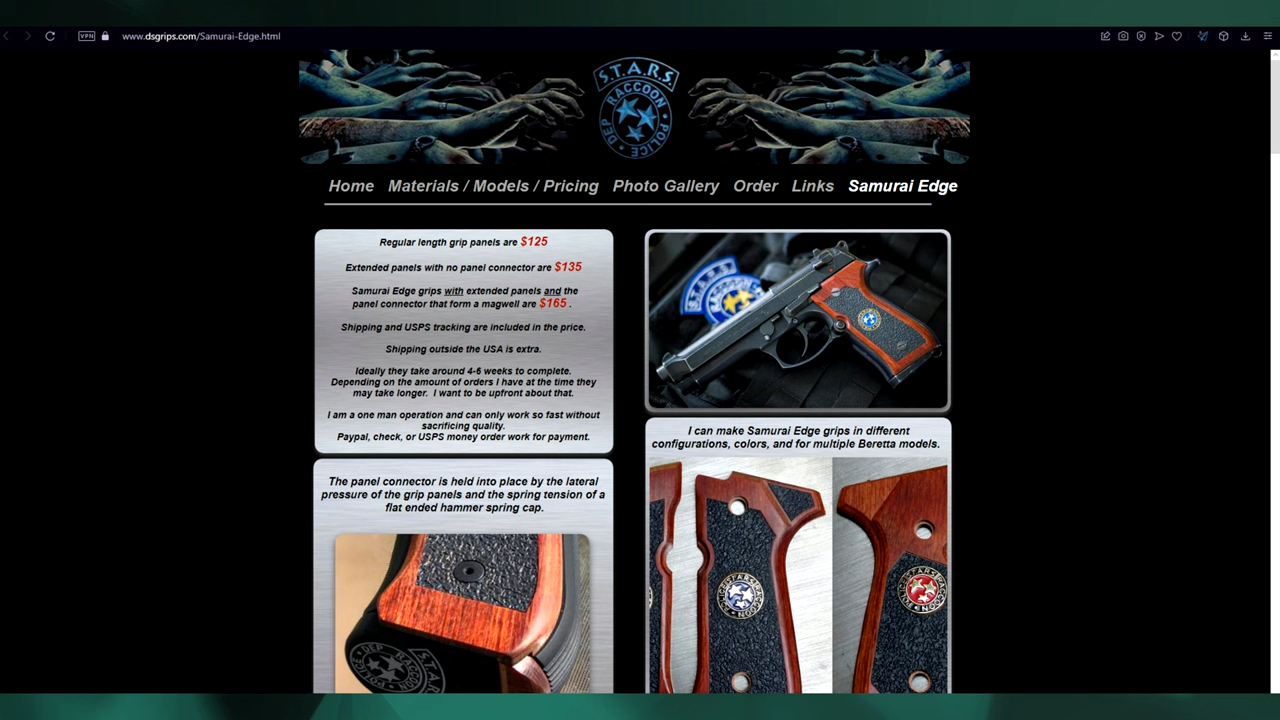 VPN
www.dsgrips.com/Samurai-Edge.html
S.T.A.R.S.
RACCOON
POLICE
DEP
Home Materials / Models / Pricing Photo Gallery Order Links Samurai Edge
Regular length grip panels are $125
Extended panels with no panel connector are $135
Samurai Edge grips with extended panels and the
panel connector that form a magwell are $165 .
Shipping and USPS tracking are included in the price.
Shipping outside the USA is extra.
Ideally they take around 4-6 weeks to complete.
Depending on the amount of orders I have at the time they
may take longer. I want to be upfront about that.
I am a one man operation and can only work so fast without
sacrificing quality.
Paypal, check, or USPS money order work for payment.
The panel connector is held into place by the lateral
pressure of the grip panels and the spring tension of a
flat ended hammer spring cap.
S.T.A.R.S.
I can make Samurai Edge grips in different
configurations, colors, and for multiple Beretta models.